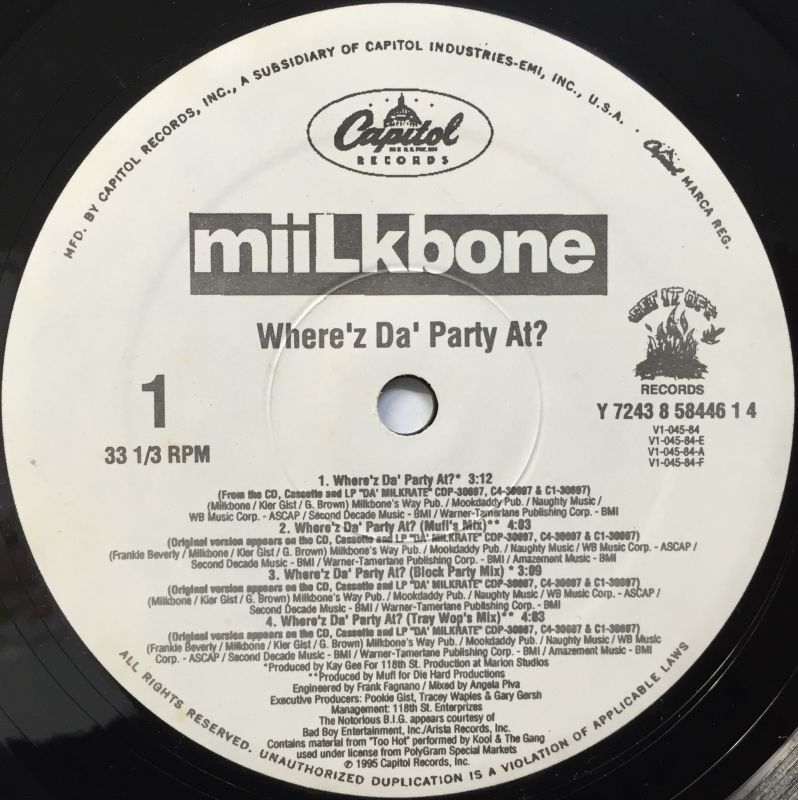 MFD. BY CAPITOL RECORDS, INC., A SUBSIDIARY OF CAPITOL INDUSTRIES-EMI, INC., U.S.A. · Capitol MARCA REG.
Capitol
RECORDS
miiLkbone
Where'z Da' Party At?
GET IT OFF
RECORDS
1
33 1/3 RPM
Y 7243 8 58446 1 4
V1-045-84
V1-045-84-E
V1-045-84-A
V1-045-84-F
1. Where'z Da' Party At?* 3:12
(From the CD, Cassette and LP "DA' MIILKRATE" CDP-30697, C4-30697 & C1-30697)
(Miilkbone / Kier Gist / G. Brown) Miilkbone's Way Pub. / Mookdaddy Pub. / Naughty Music /
WB Music Corp. - ASCAP / Second Decade Music - BMI / Warner-Tamerlane Publishing Corp. - BMI
2. Where'z Da' Party At? (Mufi's Mix)** 4:03
(Original version appears on the CD, Cassette and LP "DA' MIILKRATE" CDP-30697, C4-30697 & C1-30697)
(Frankie Beverly / Miilkbone / Kier Gist / G. Brown) Miilkbone's Way Pub. / Mookdaddy Pub. / Naughty Music / WB Music Corp. - ASCAP /
Second Decade Music - BMI / Warner-Tamerlane Publishing Corp. - BMI / Amazement Music - BMI
3. Where'z Da' Party At? (Block Party Mix) * 3:09
(Original version appears on the CD, Cassette and LP "DA' MIILKRATE" CDP-30697, C4-30697 & C1-30697)
(Miilkbone / Kier Gist / G. Brown) Miilkbone's Way Pub. / Mookdaddy Pub. / Naughty Music / WB Music Corp. - ASCAP /
Second Decade Music - BMI / Warner-Tamerlane Publishing Corp. - BMI
4. Where'z Da' Party At? (Tray Wop's Mix)** 4:03
(Original version appears on the CD, Cassette and LP "DA' MIILKRATE" CDP-30697, C4-30697 & C1-30697)
(Frankie Beverly / Miilkbone / Kier Gist / G. Brown) Miilkbone's Way Pub. / Mookdaddy Pub. / Naughty Music / WB Music
Corp. - ASCAP / Second Decade Music - BMI / Warner-Tamerlane Publishing Corp. - BMI / Amazement Music - BMI
*Produced by Kay Gee For 118th St. Production at Marion Studios
**Produced by Mufi for Die Hard Productions
Engineered by Frank Fagnano / Mixed by Angela Piva
Executive Producers: Pookie Gist, Tracey Waples & Gary Gersh
Management: 118th St. Enterprizes
The Notorious B.I.G. appears courtesy of
Bad Boy Entertainment, Inc./Arista Records, Inc.
Contains material from "Too Hot" performed by Kool & The Gang
used under license from PolyGram Special Markets
℗ 1995 Capitol Records, Inc.
ALL RIGHTS RESERVED. UNAUTHORIZED DUPLICATION IS A VIOLATION OF APPLICABLE LAWS